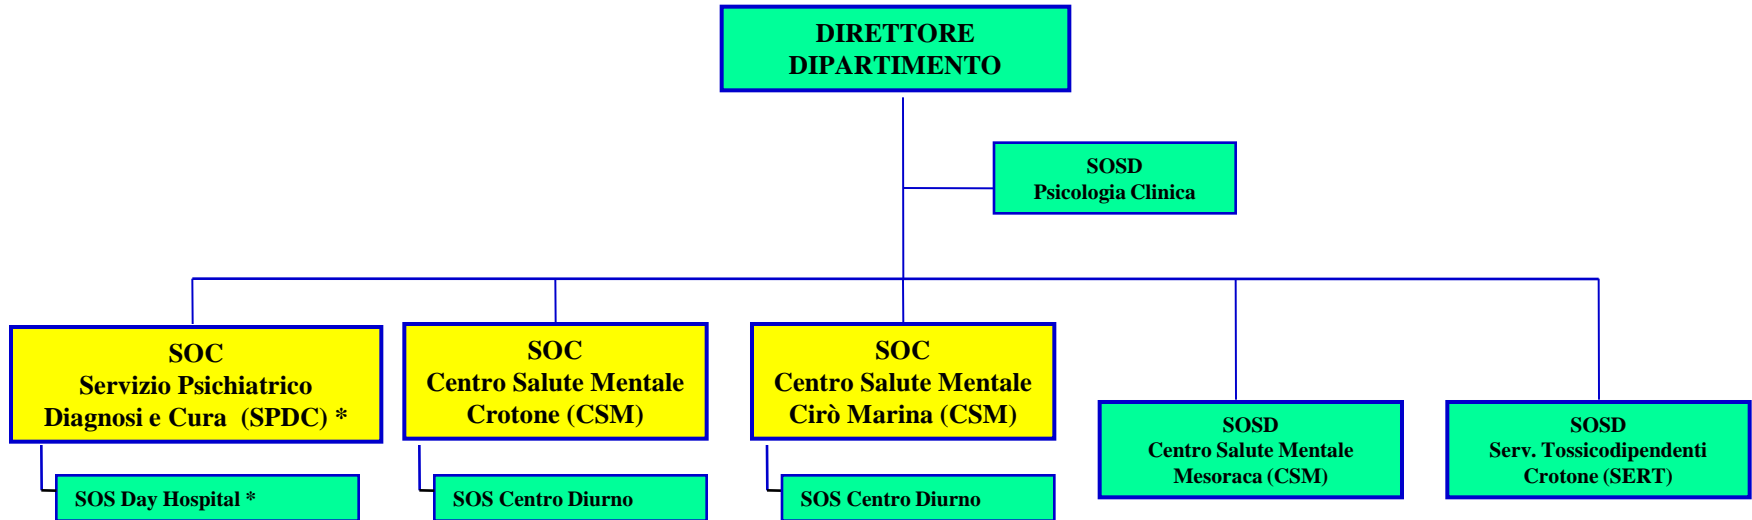 DIRETTORE
DIPARTIMENTO
SOSD
Psicologia Clinica
SOC
Servizio Psichiatrico
Diagnosi e Cura (SPDC) *
SOC
Centro Salute Mentale
Crotone (CSM)
SOC
Centro Salute Mentale
Cirò Marina (CSM)
SOSD
Centro Salute Mentale
Mesoraca (CSM)
SOSD
Serv. Tossicodipendenti
Crotone (SERT)
SOS Day Hospital *
SOS Centro Diurno
SOS Centro Diurno